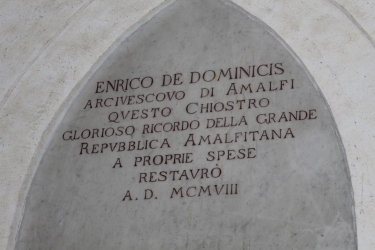 ENRICO DE DOMINICIS
ARCIVESCOVO DI AMALFI
QVESTO CHIOSTRO
GLORIOSO RICORDO DELLA GRANDE
REPVBBLICA AMALFITANA
A PROPRIE SPESE
RESTAVRÒ
A. D. MCMVIII